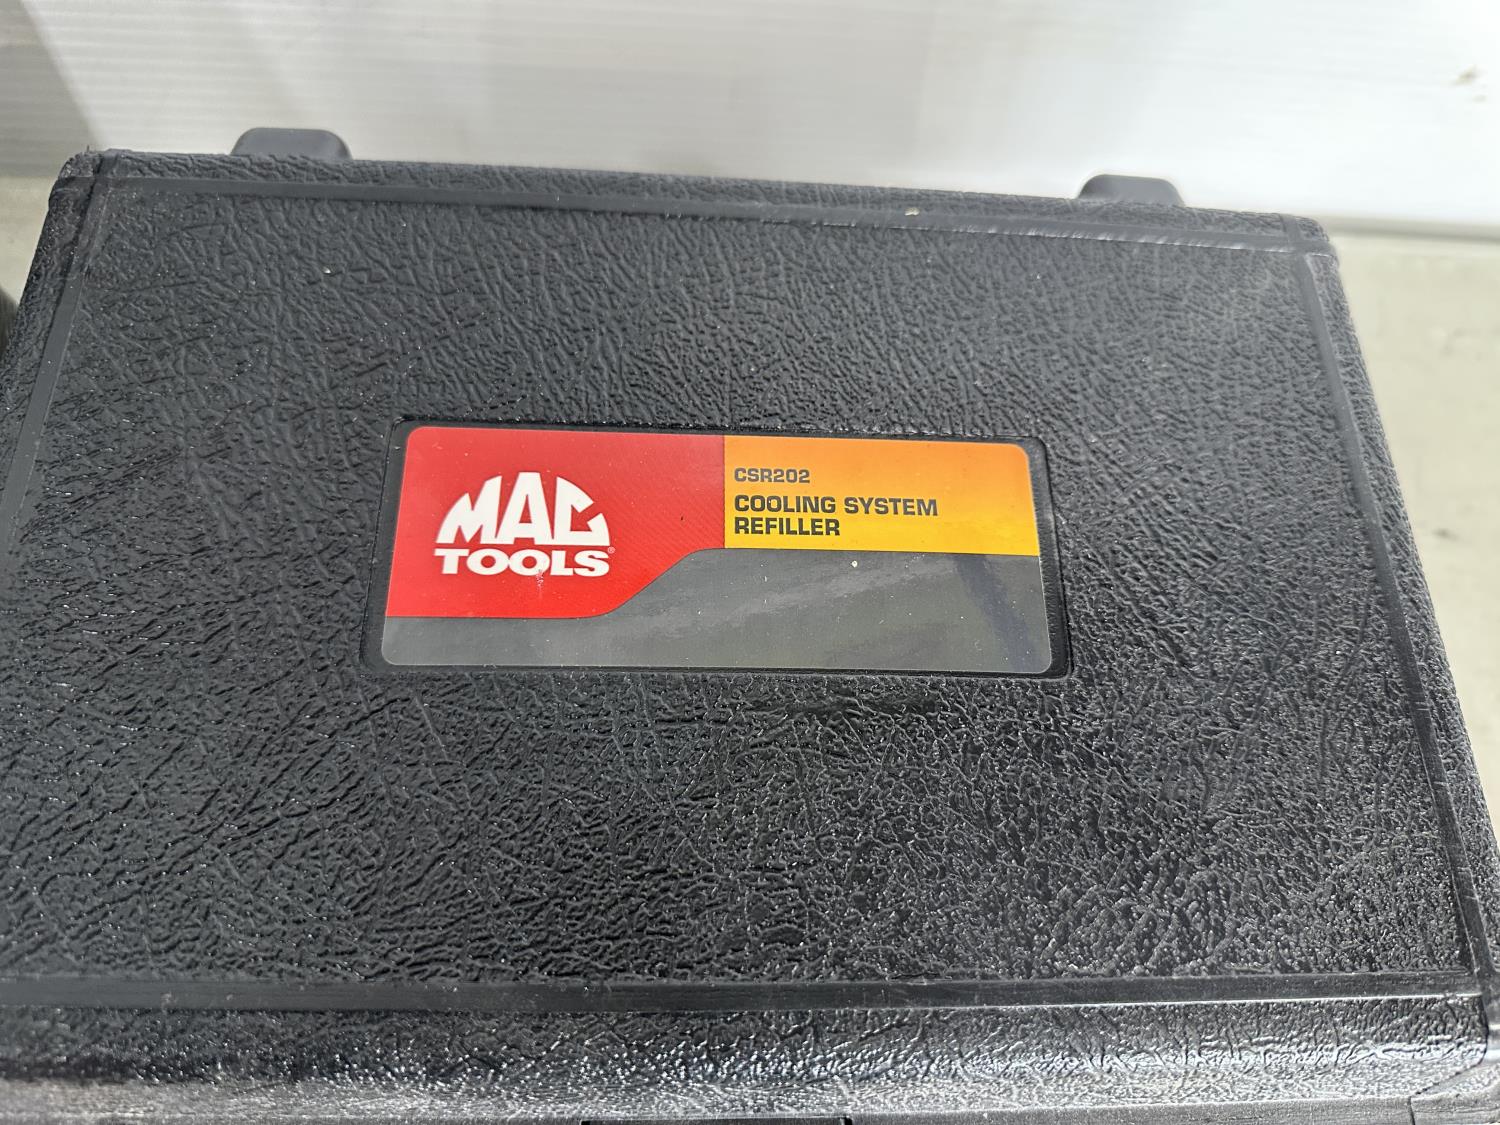 MAC
TOOLS®
CSR202
COOLING SYSTEM
REFILLER